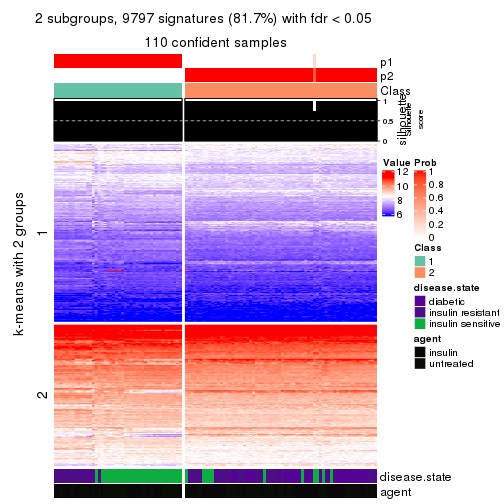 2 subgroups, 9797 signatures (81.7%) with fdr < 0.05
110 confident samples
p1
p2
Class
silhouette
Silhouette
score
1
0.5
0
k-means with 2 groups
1
2
disease.state
agent
Value
12
10
8
6
Prob
0.8
0.6
0.4
0.2
0
Class
1
2
disease.state
diabetic
insulin resistant
insulin sensitive
agent
insulin
untreated